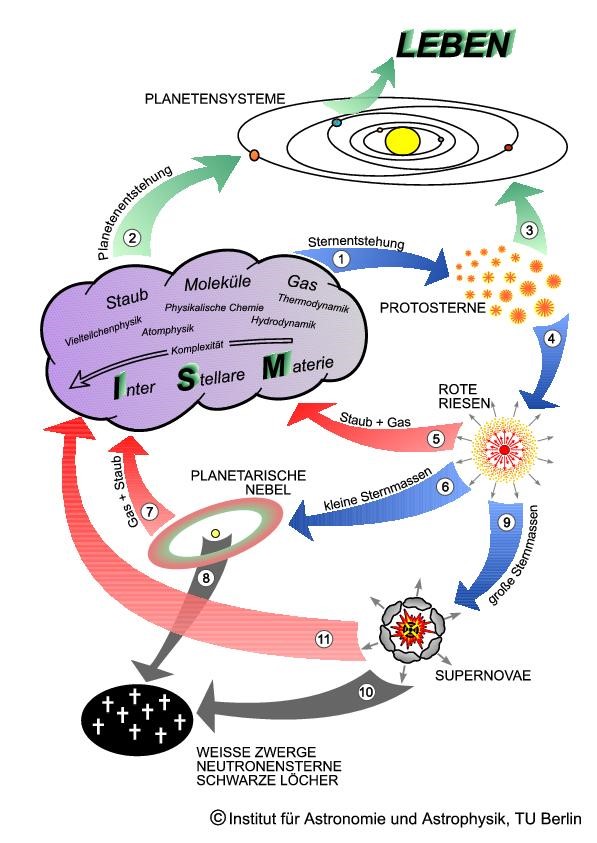 LEBEN
PLANETENSYSTEME
Planetenentstehung
2
Sternentstehung
1
3
PROTOSTERNE
4
Staub
Moleküle
Gas
Vielteilchenphysik
Atomphysik
Physikalische Chemie
Thermodynamik
Hydrodynamik
Komplexität
Inter Stellare Materie
ROTE
RIESEN
Staub + Gas
5
kleine Sternmassen
6
PLANETARISCHE
NEBEL
Gas + Staub
7
8
9
große Sternmassen
11
SUPERNOVAE
10
WEISSE ZWERGE
NEUTRONENSTERNE
SCHWARZE LÖCHER
© Institut für Astronomie und Astrophysik, TU Berlin